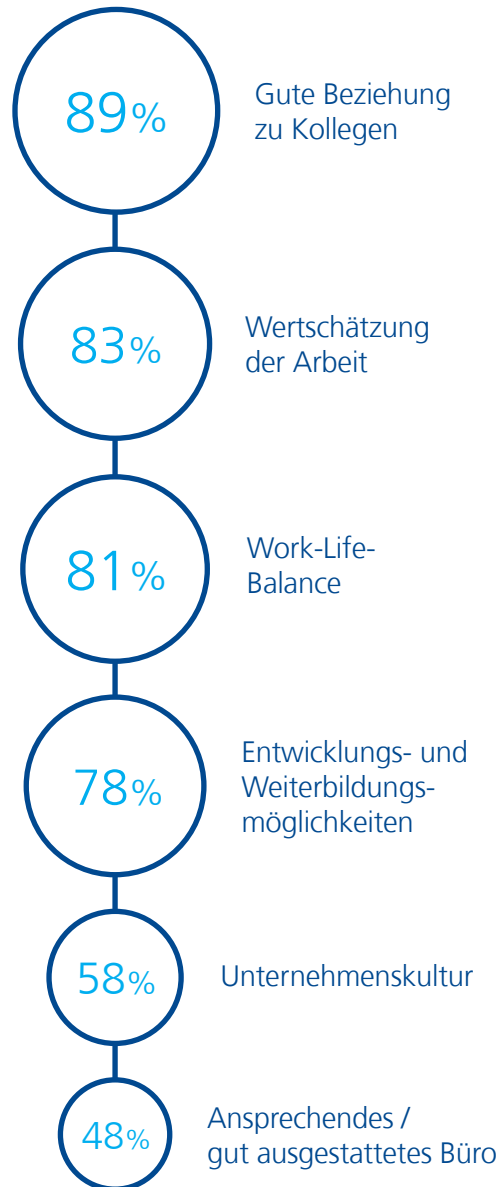 89%
Gute Beziehung
zu Kollegen
83%
Wertschätzung
der Arbeit
81%
Work-Life-
Balance
78%
Entwicklungs- und
Weiterbildungs-
möglichkeiten
58%
Unternehmenskultur
48%
Ansprechendes /
gut ausgestattetes Büro